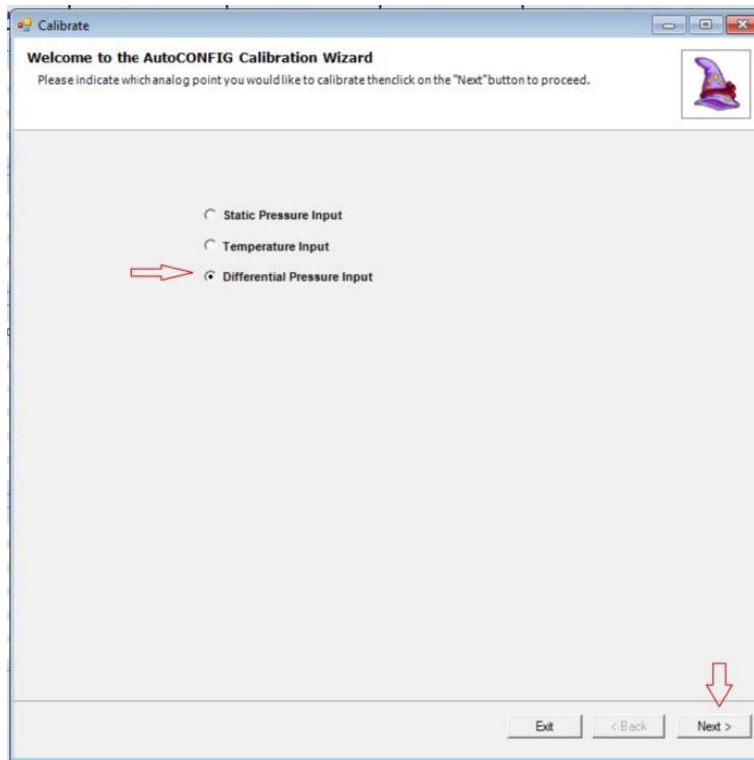 Calibrate
Welcome to the AutoCONFIG Calibration Wizard
Please indicate which analog point you would like to calibrate thenclick on the "Next" button to proceed.
Static Pressure Input
Temperature Input
Differential Pressure Input
Exit < Back Next >